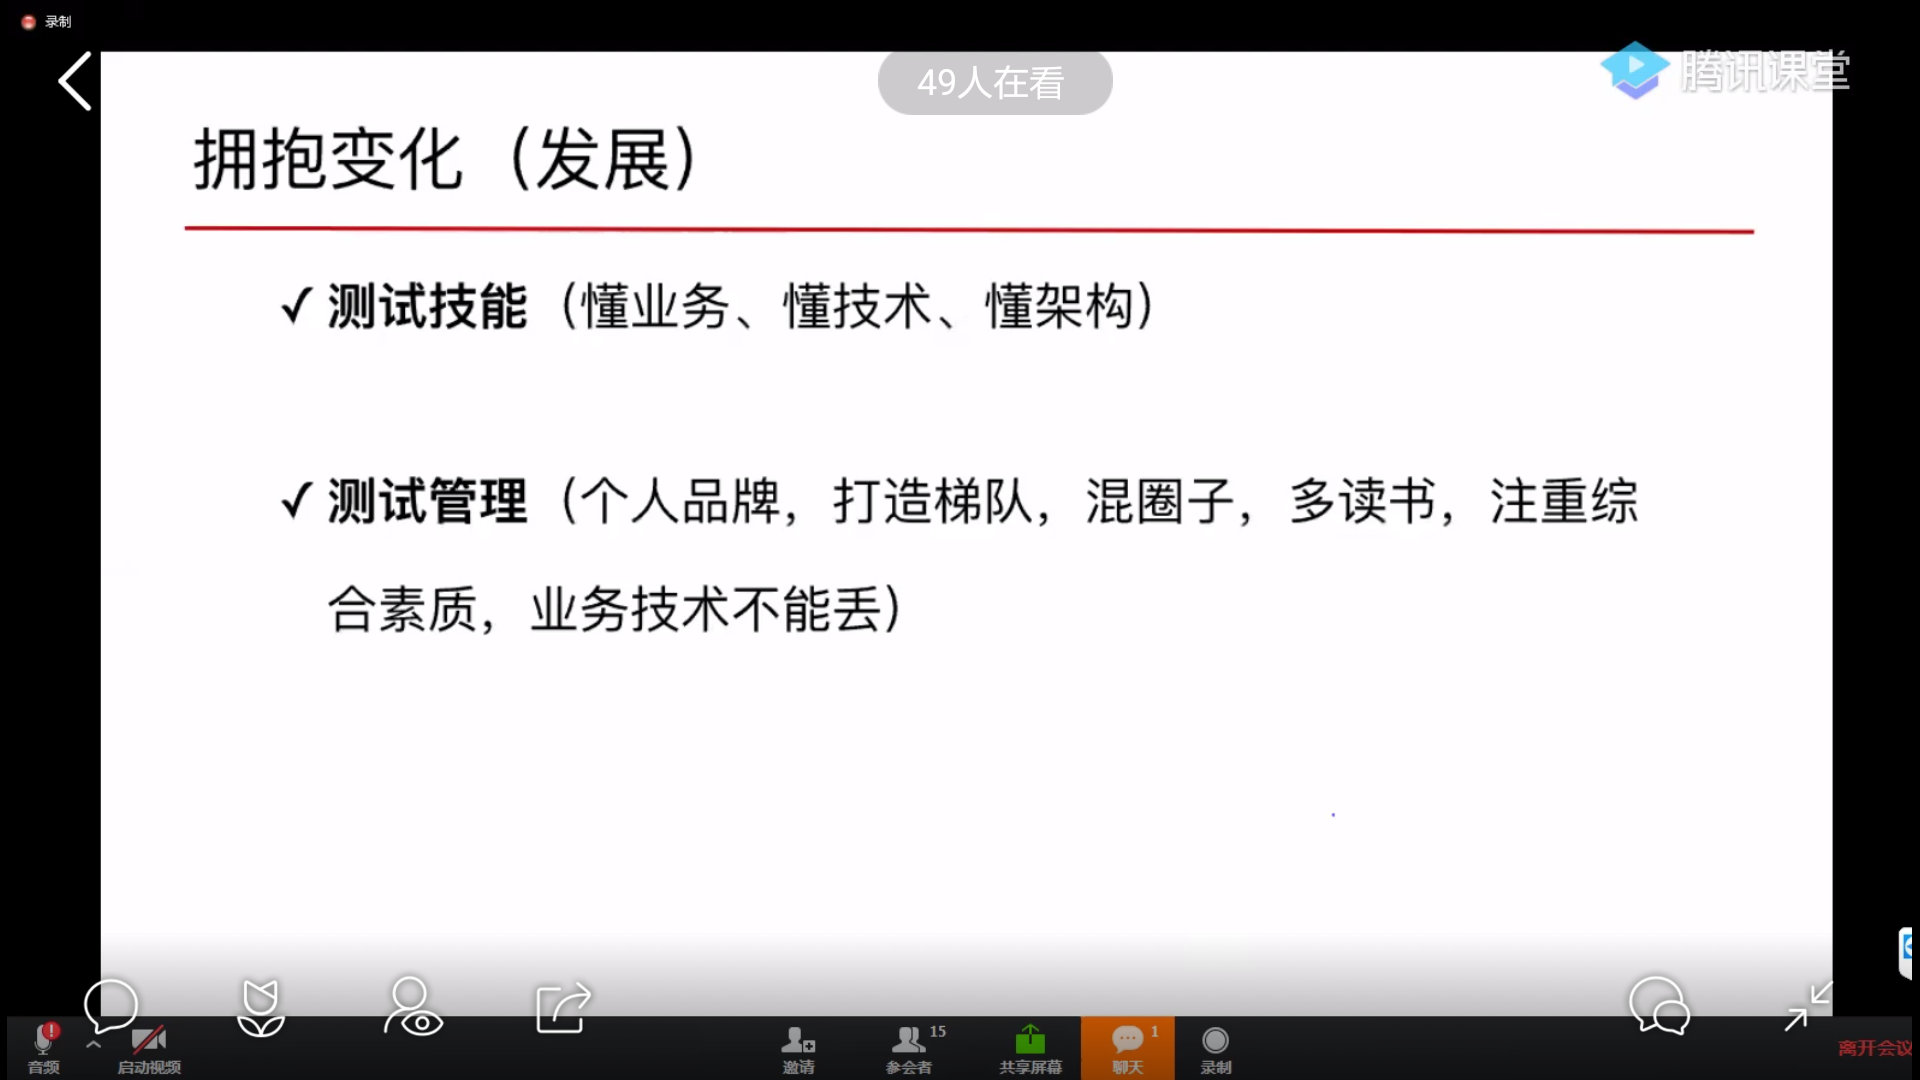 录制
49人在看
腾讯课堂
拥抱变化（发展）
✓ 测试技能（懂业务、懂技术、懂架构）
✓ 测试管理（个人品牌，打造梯队，混圈子，多读书，注重综
合素质，业务技术不能丢）
音频
启动视频
邀请
15
参会者
共享屏幕
1
聊天
录制
离开会议